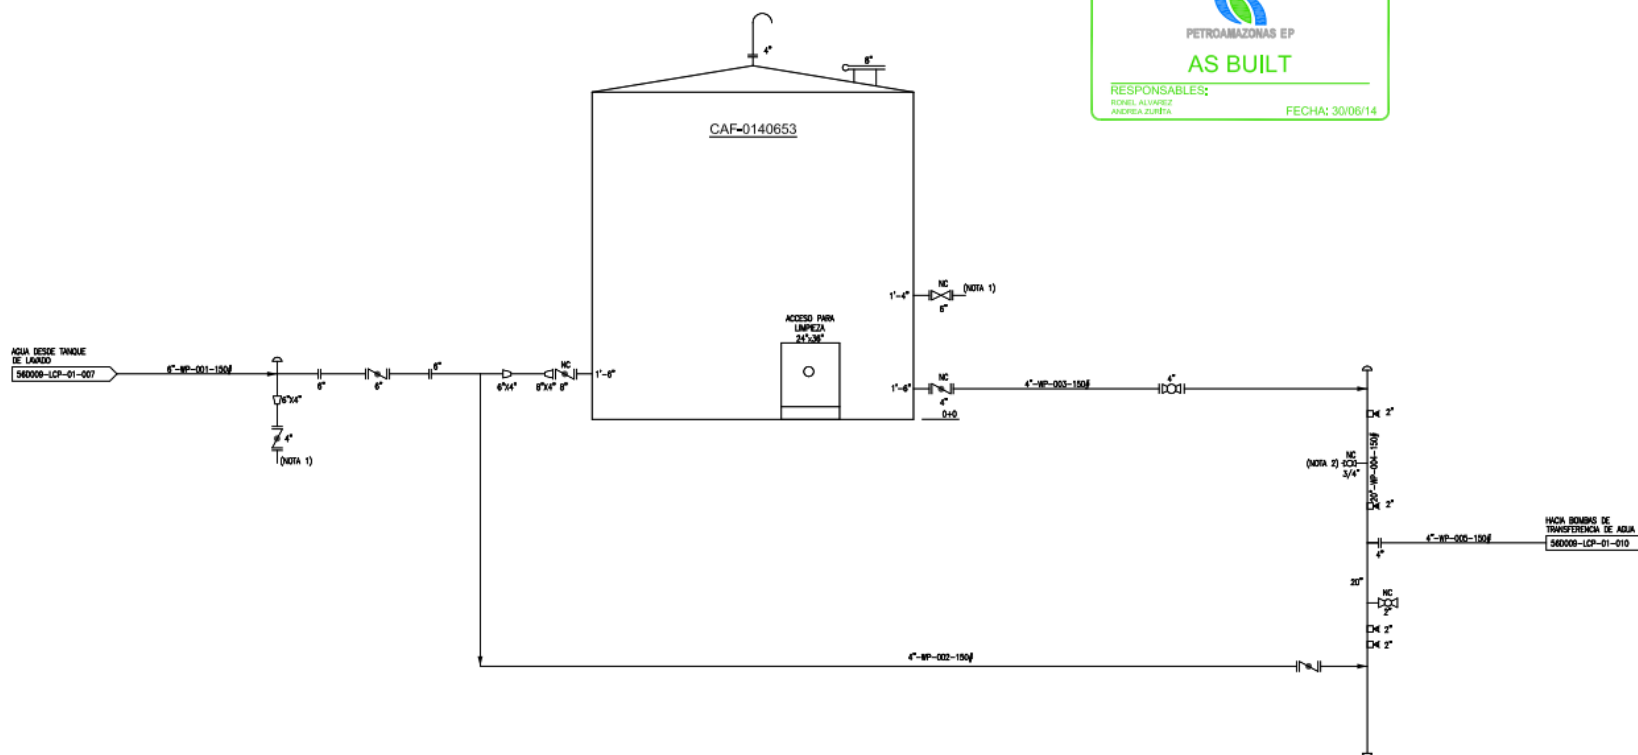 PETROAMAZONAS EP
AS BUILT
RESPONSABLES:
RONEL ALVAREZ
ANDREA ZURITA
FECHA: 30/06/14
4"
6"
CAF-0140653
NC
(NOTA 1)
1'-4"
6"
ACCESO PARA
LIMPIEZA
24"x36"
AGUA DESDE TANQUE
DE LAVADO
560009-LCP-01-007
6"-WP-001-150#
6"
6"
6"
6"X4"
8"X4"
NC
8"
1'-6"
6"X4"
4"
(NOTA 1)
1'-6"
NC
4"
0+0
4"-WP-003-150#
4"
2"
20"-WP-004-150#
(NOTA 2)
NC
3/4"
2"
4"
4"-WP-005-150#
HACIA BOMBAS DE
TRANSFERENCIA DE AGUA
560009-LCP-01-010
20"
NC
2"
2"
2"
4"-WP-002-150#